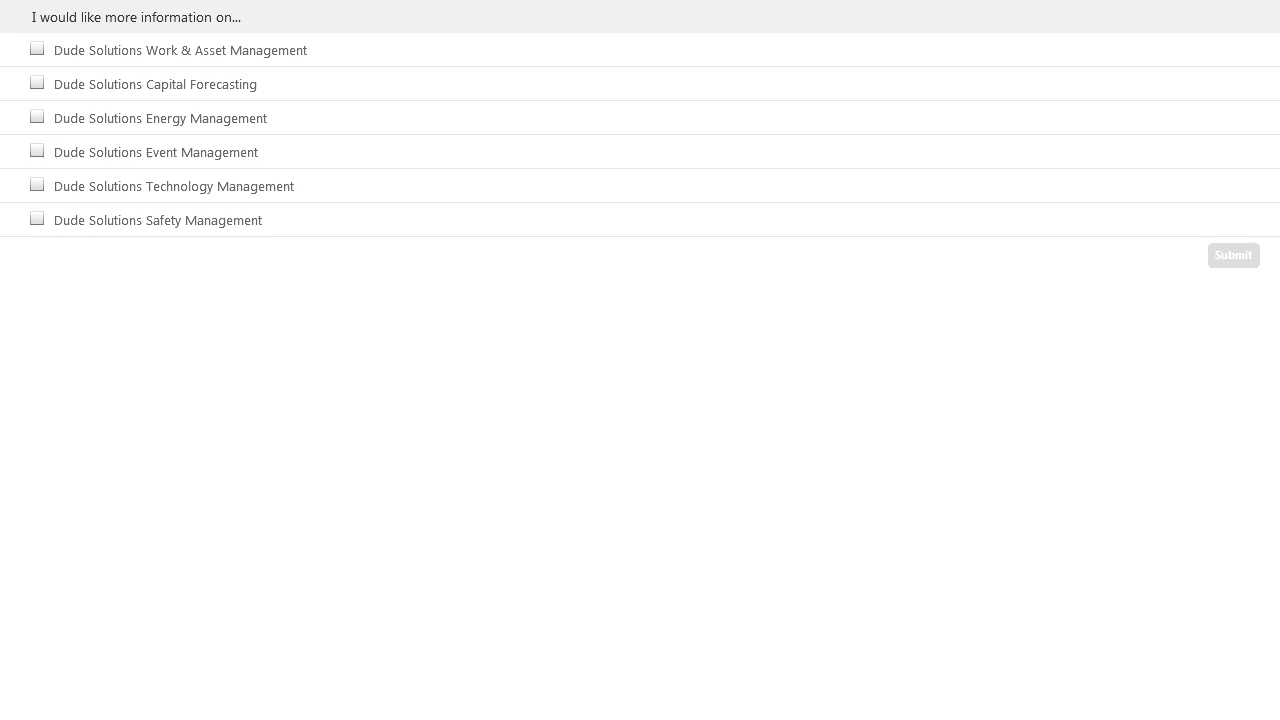 I would like more information on...
Dude Solutions Work & Asset Management
Dude Solutions Capital Forecasting
Dude Solutions Energy Management
Dude Solutions Event Management
Dude Solutions Technology Management
Dude Solutions Safety Management
Submit